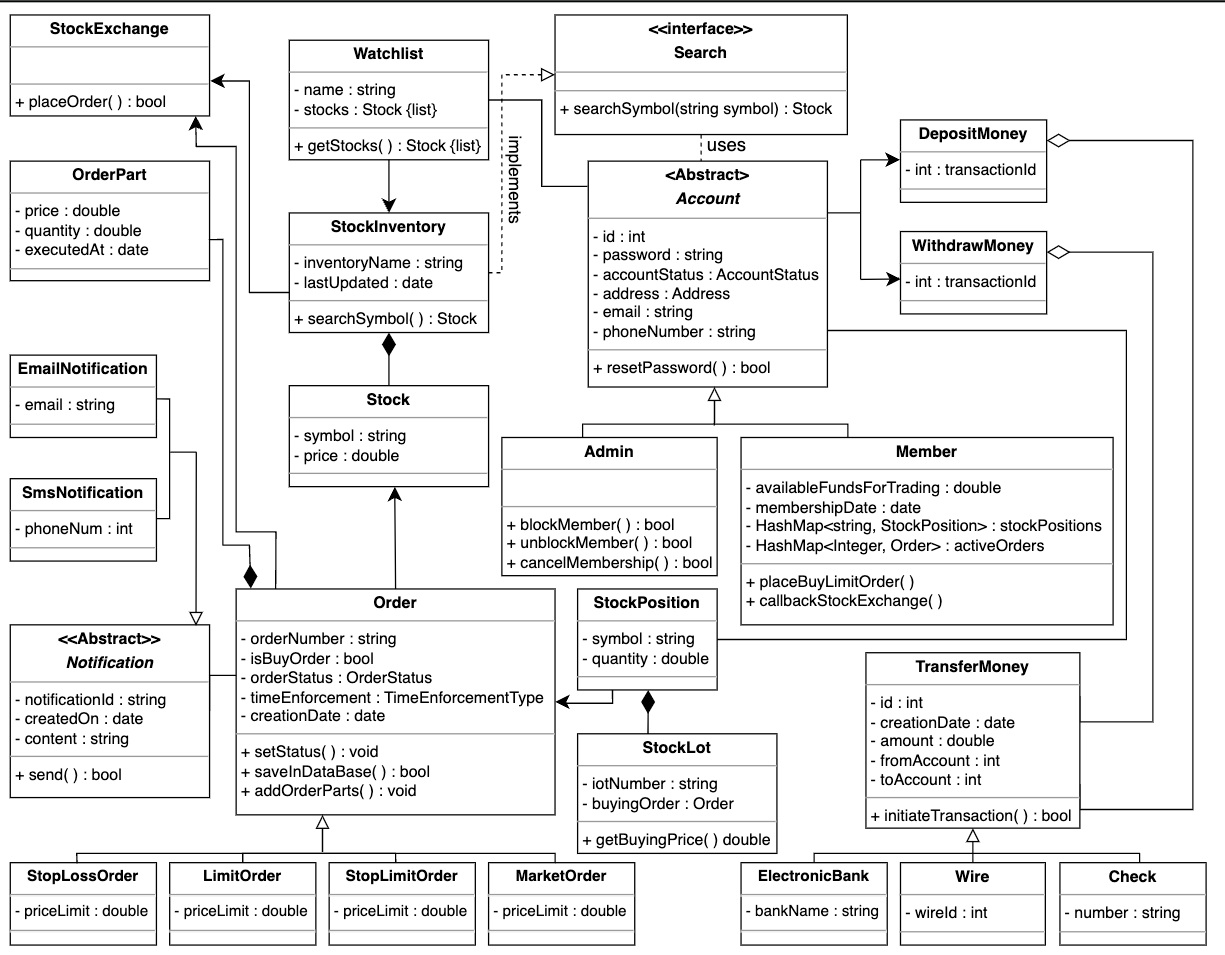 StockExchange
+ placeOrder( ) : bool
Watchlist
- name : string
- stocks : Stock {list}
+ getStocks( ) : Stock {list}
<<interface>>
Search
+ searchSymbol(string symbol) : Stock
implements
uses
DepositMoney
- int : transactionId
WithdrawMoney
- int : transactionId
OrderPart
- price : double
- quantity : double
- executedAt : date
StockInventory
- inventoryName : string
- lastUpdated : date
+ searchSymbol( ) : Stock
<Abstract>
Account
- id : int
- password : string
- accountStatus : AccountStatus
- address : Address
- email : string
- phoneNumber : string
+ resetPassword( ) : bool
EmailNotification
- email : string
Stock
- symbol : string
- price : double
SmsNotification
- phoneNum : int
Admin
+ blockMember( ) : bool
+ unblockMember( ) : bool
+ cancelMembership( ) : bool
Member
- availableFundsForTrading : double
- membershipDate : date
- HashMap<string, StockPosition> : stockPositions
- HashMap<Integer, Order> : activeOrders
+ placeBuyLimitOrder( )
+ callbackStockExchange( )
<<Abstract>>
Notification
- notificationId : string
- createdOn : date
- content : string
+ send( ) : bool
Order
- orderNumber : string
- isBuyOrder : bool
- orderStatus : OrderStatus
- timeEnforcement : TimeEnforcementType
- creationDate : date
+ setStatus( ) : void
+ saveInDataBase( ) : bool
+ addOrderParts( ) : void
StockPosition
- symbol : string
- quantity : double
StockLot
- iotNumber : string
- buyingOrder : Order
+ getBuyingPrice( ) double
TransferMoney
- id : int
- creationDate : date
- amount : double
- fromAccount : int
- toAccount : int
+ initiateTransaction( ) : bool
StopLossOrder
- priceLimit : double
LimitOrder
- priceLimit : double
StopLimitOrder
- priceLimit : double
MarketOrder
- priceLimit : double
ElectronicBank
- bankName : string
Wire
- wireId : int
Check
- number : string